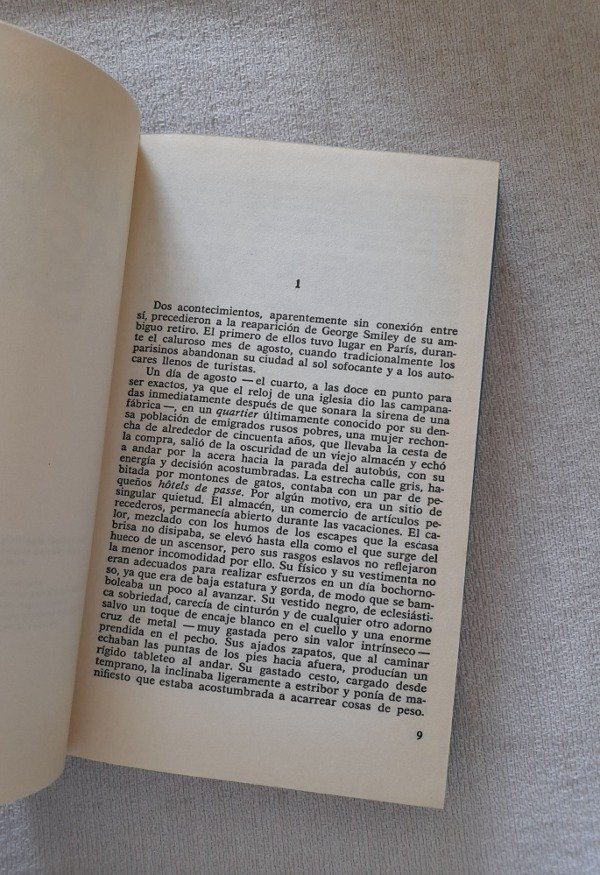 1
Dos acontecimientos, aparentemente sin conexión entre
sí, precedieron a la reaparición de George Smiley de su am-
biguo retiro. El primero de ellos tuvo lugar en París, duran-
te el caluroso mes de agosto, cuando tradicionalmente los
parisinos abandonan su ciudad al sol sofocante y a los auto-
cares llenos de turistas.
Un día de agosto —el cuarto, a las doce en punto para
ser exactos, ya que el reloj de una iglesia dio las campana-
das inmediatamente después de que sonara la sirena de una
fábrica—, en un quartier últimamente conocido por su den-
sa población de emigrados rusos pobres, una mujer rechon-
cha de alrededor de cincuenta años, que llevaba la cesta de
la compra, salió de la oscuridad de un viejo almacén y echó
a andar por la acera hacia la parada del autobús, con su
energía y decisión acostumbradas. La estrecha calle gris, ha-
bitada por montones de gatos, contaba con un par de pe-
queños hôtels de passe. Por algún motivo, era un sitio de
singular quietud. El almacén, un comercio de artículos pe-
recederos, permanecía abierto durante las vacaciones. El ca-
lor, mezclado con los humos de los escapes que la escasa
brisa no disipaba, se elevó hasta ella como el que surge del
hueco de un ascensor, pero sus rasgos eslavos no reflejaron
la menor incomodidad por ello. Su físico y su vestimenta no
eran adecuados para realizar esfuerzos en un día bochorno-
so, ya que era de baja estatura y gorda, de modo que se bam-
boleaba un poco al avanzar. Su vestido negro, de eclesiásti-
ca sobriedad, carecía de cinturón y de cualquier otro adorno
salvo un toque de encaje blanco en el cuello y una enorme
cruz de metal —muy gastada pero sin valor intrínseco—
prendida en el pecho. Sus ajados zapatos, que al caminar
echaban las puntas de los pies hacia afuera, producían un
rígido tableteo al andar. Su gastado cesto, cargado desde
temprano, la inclinaba ligeramente a estribor y ponía de ma-
nifiesto que estaba acostumbrada a acarrear cosas de peso.
9